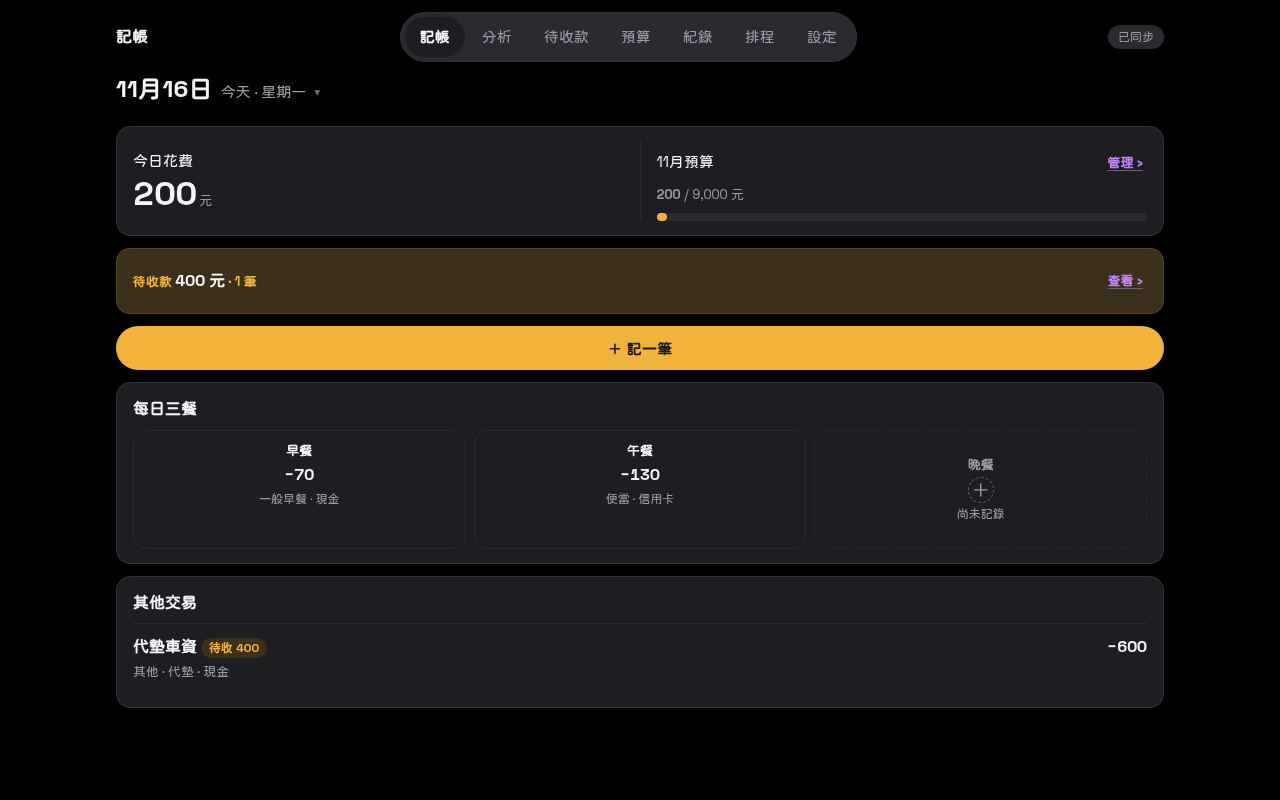 記帳
記帳 分析 待收款 預算 紀錄 排程 設定
已同步
11月16日 今天 · 星期一 ▾
今日花費
200 元
11月預算 管理 >
200 / 9,000 元
待收款 400 元 · 1 筆 查看 >
+ 記一筆
每日三餐
早餐
-70
一般早餐 · 現金
午餐
-130
便當 · 信用卡
晚餐
+
尚未記錄
其他交易
代墊車資 待收 400 -600
其他 · 代墊 · 現金